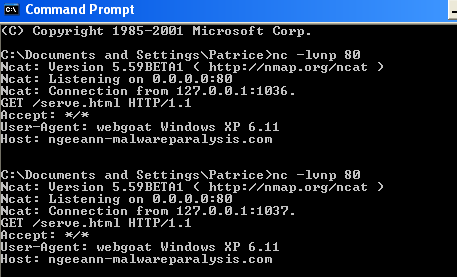 Command Prompt
(C) Copyright 1985-2001 Microsoft Corp.
C:\Documents and Settings\Patrice>nc -lvnp 80
Ncat: Version 5.59BETA1 ( http://nmap.org/ncat )
Ncat: Listening on 0.0.0.0:80
Ncat: Connection from 127.0.0.1:1036.
GET /serve.html HTTP/1.1
Accept: */*
User-Agent: webgoat Windows XP 6.11
Host: ngeeann-malwareparalysis.com
C:\Documents and Settings\Patrice>nc -lvnp 80
Ncat: Version 5.59BETA1 ( http://nmap.org/ncat )
Ncat: Listening on 0.0.0.0:80
Ncat: Connection from 127.0.0.1:1037.
GET /serve.html HTTP/1.1
Accept: */*
User-Agent: webgoat Windows XP 6.11
Host: ngeeann-malwareparalysis.com